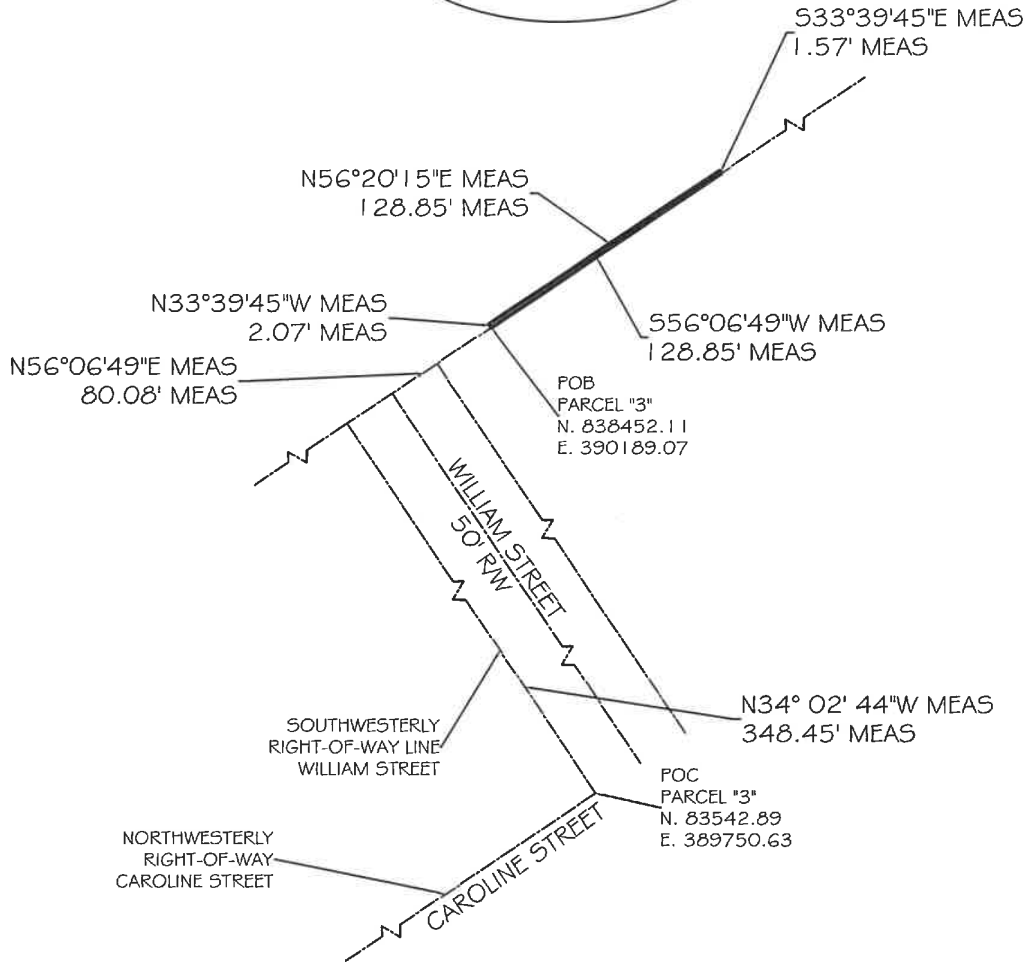 S33°39'45"E MEAS
1.57' MEAS
N56°20'15"E MEAS
128.85' MEAS
N33°39'45"W MEAS
2.07' MEAS
S56°06'49"W MEAS
128.85' MEAS
N56°06'49"E MEAS
80.08' MEAS
POB
PARCEL "3"
N. 838452.11
E. 390189.07
WILLIAM STREET
50' R/W
N34° 02' 44"W MEAS
348.45' MEAS
SOUTHWESTERLY
RIGHT-OF-WAY LINE
WILLIAM STREET
POC
PARCEL "3"
N. 83542.89
E. 389750.63
NORTHWESTERLY
RIGHT-OF-WAY
CAROLINE STREET
CAROLINE STREET